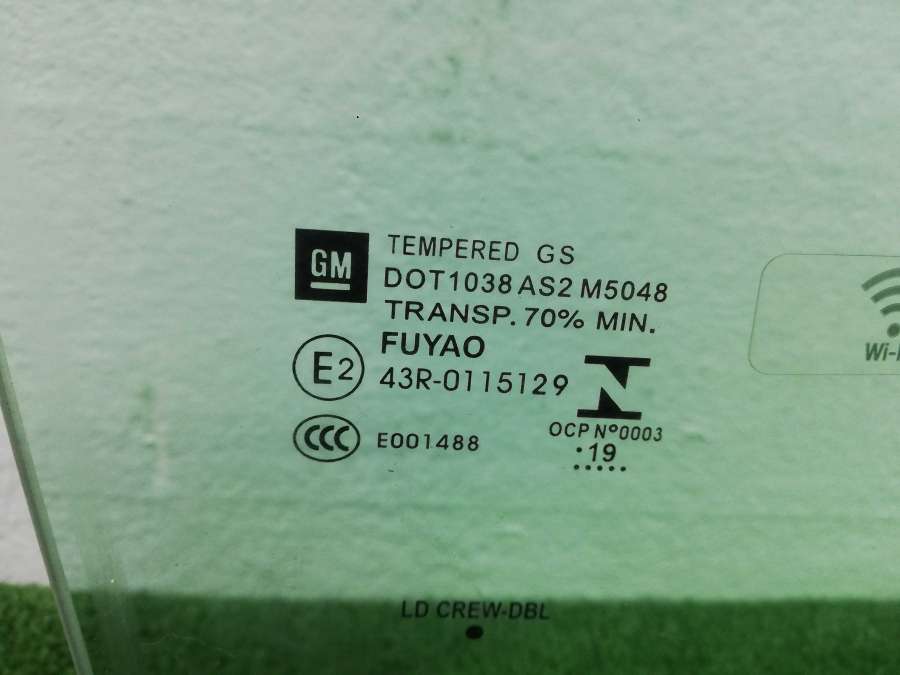 GM
TEMPERED GS
DOT1038 AS2 M5048
TRANSP. 70% MIN.
FUYAO
E2
43R-0115129
CCC
E001488
OCP Nº0003
19
Wi-
LD CREW-DBL